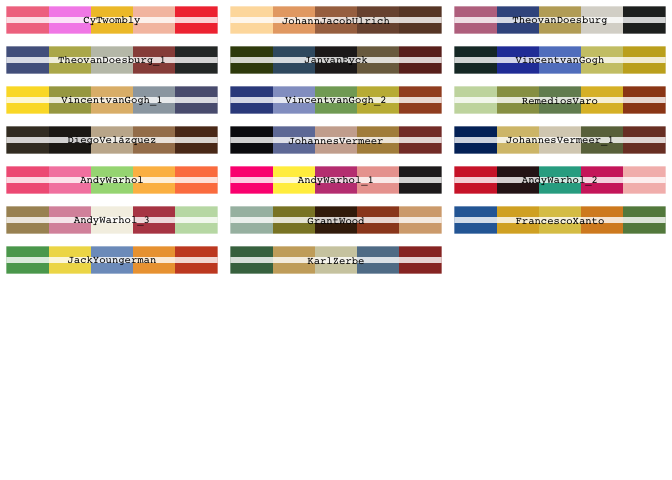 CyTwombly JohannJacobUlrich TheovanDoesburg
TheovanDoesburg_1 JanvanEyck VincentvanGogh
VincentvanGogh_1 VincentvanGogh_2 RemediosVaro
DiegoVelázquez JohannesVermeer JohannesVermeer_1
AndyWarhol AndyWarhol_1 AndyWarhol_2
AndyWarhol_3 GrantWood FrancescoXanto
JackYoungerman KarlZerbe